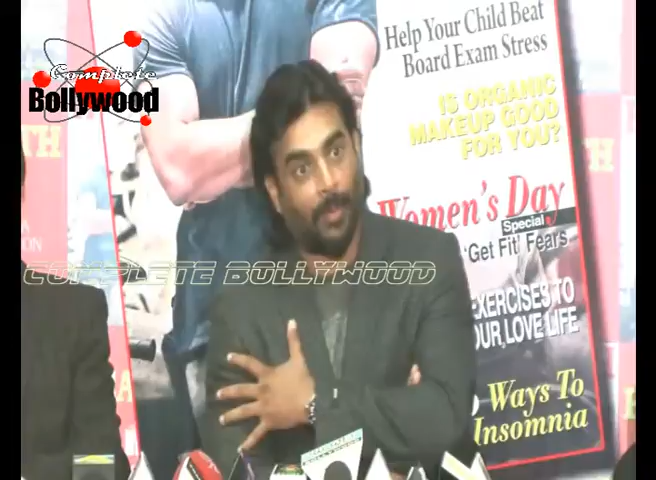 Complete
Bollywood
Help Your Child Beat
Board Exam Stress
IS ORGANIC
MAKEUP GOOD
FOR YOU?
Women's Day
Special
'Get Fit' Fears
EXERCISES TO
OUR LOVE LIFE
Ways To
Insomnia
COMPLETE BOLLYWOOD
TH